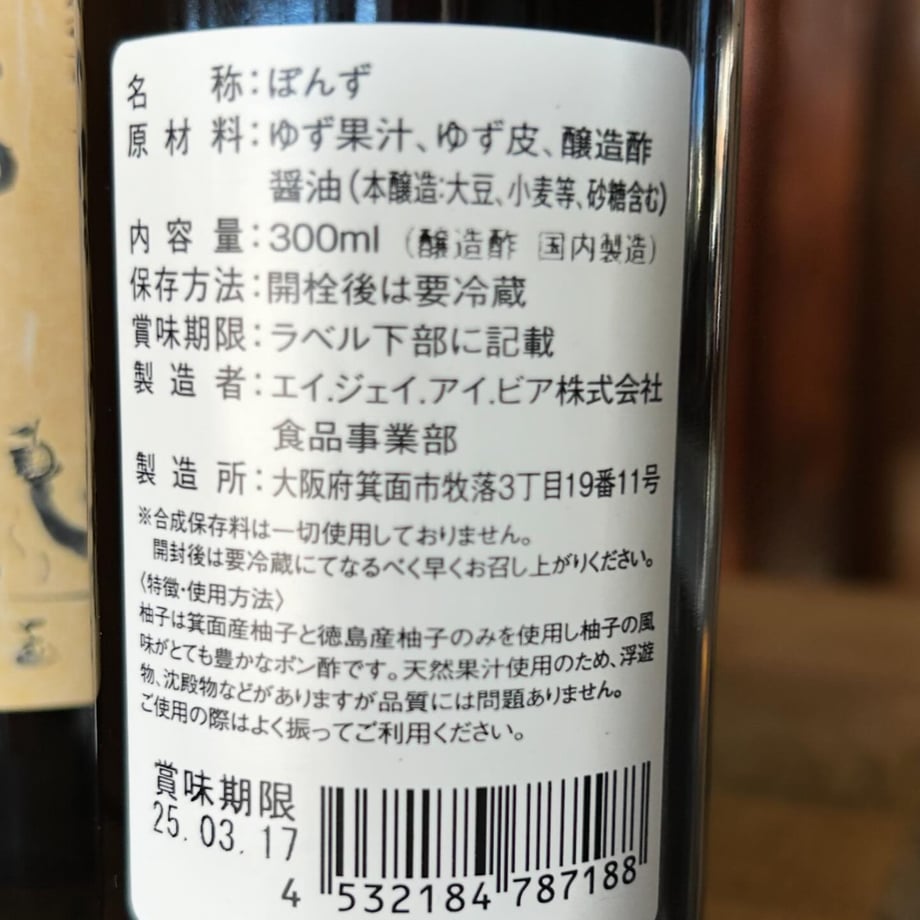 名称：ぽんず
原材料：ゆず果汁、ゆず皮、醸造酢
醤油（本醸造:大豆、小麦等、砂糖含む）
内容量：300ml （醸造酢 国内製造）
保存方法：開栓後は要冷蔵
賞味期限：ラベル下部に記載
製造者：エイ.ジェイ.アイ.ビア株式会社
食品事業部
製造所：大阪府箕面市牧落3丁目19番11号
※合成保存料は一切使用しておりません。
開封後は要冷蔵にてなるべく早くお召し上がりください。
〈特徴・使用方法〉
柚子は箕面産柚子と徳島産柚子のみを使用し柚子の風
味がとても豊かなポン酢です。天然果汁使用のため、浮遊
物、沈殿物などがありますが品質には問題ありません。
ご使用の際はよく振ってご利用ください。
賞味期限
25.03.17
4 532184 787188